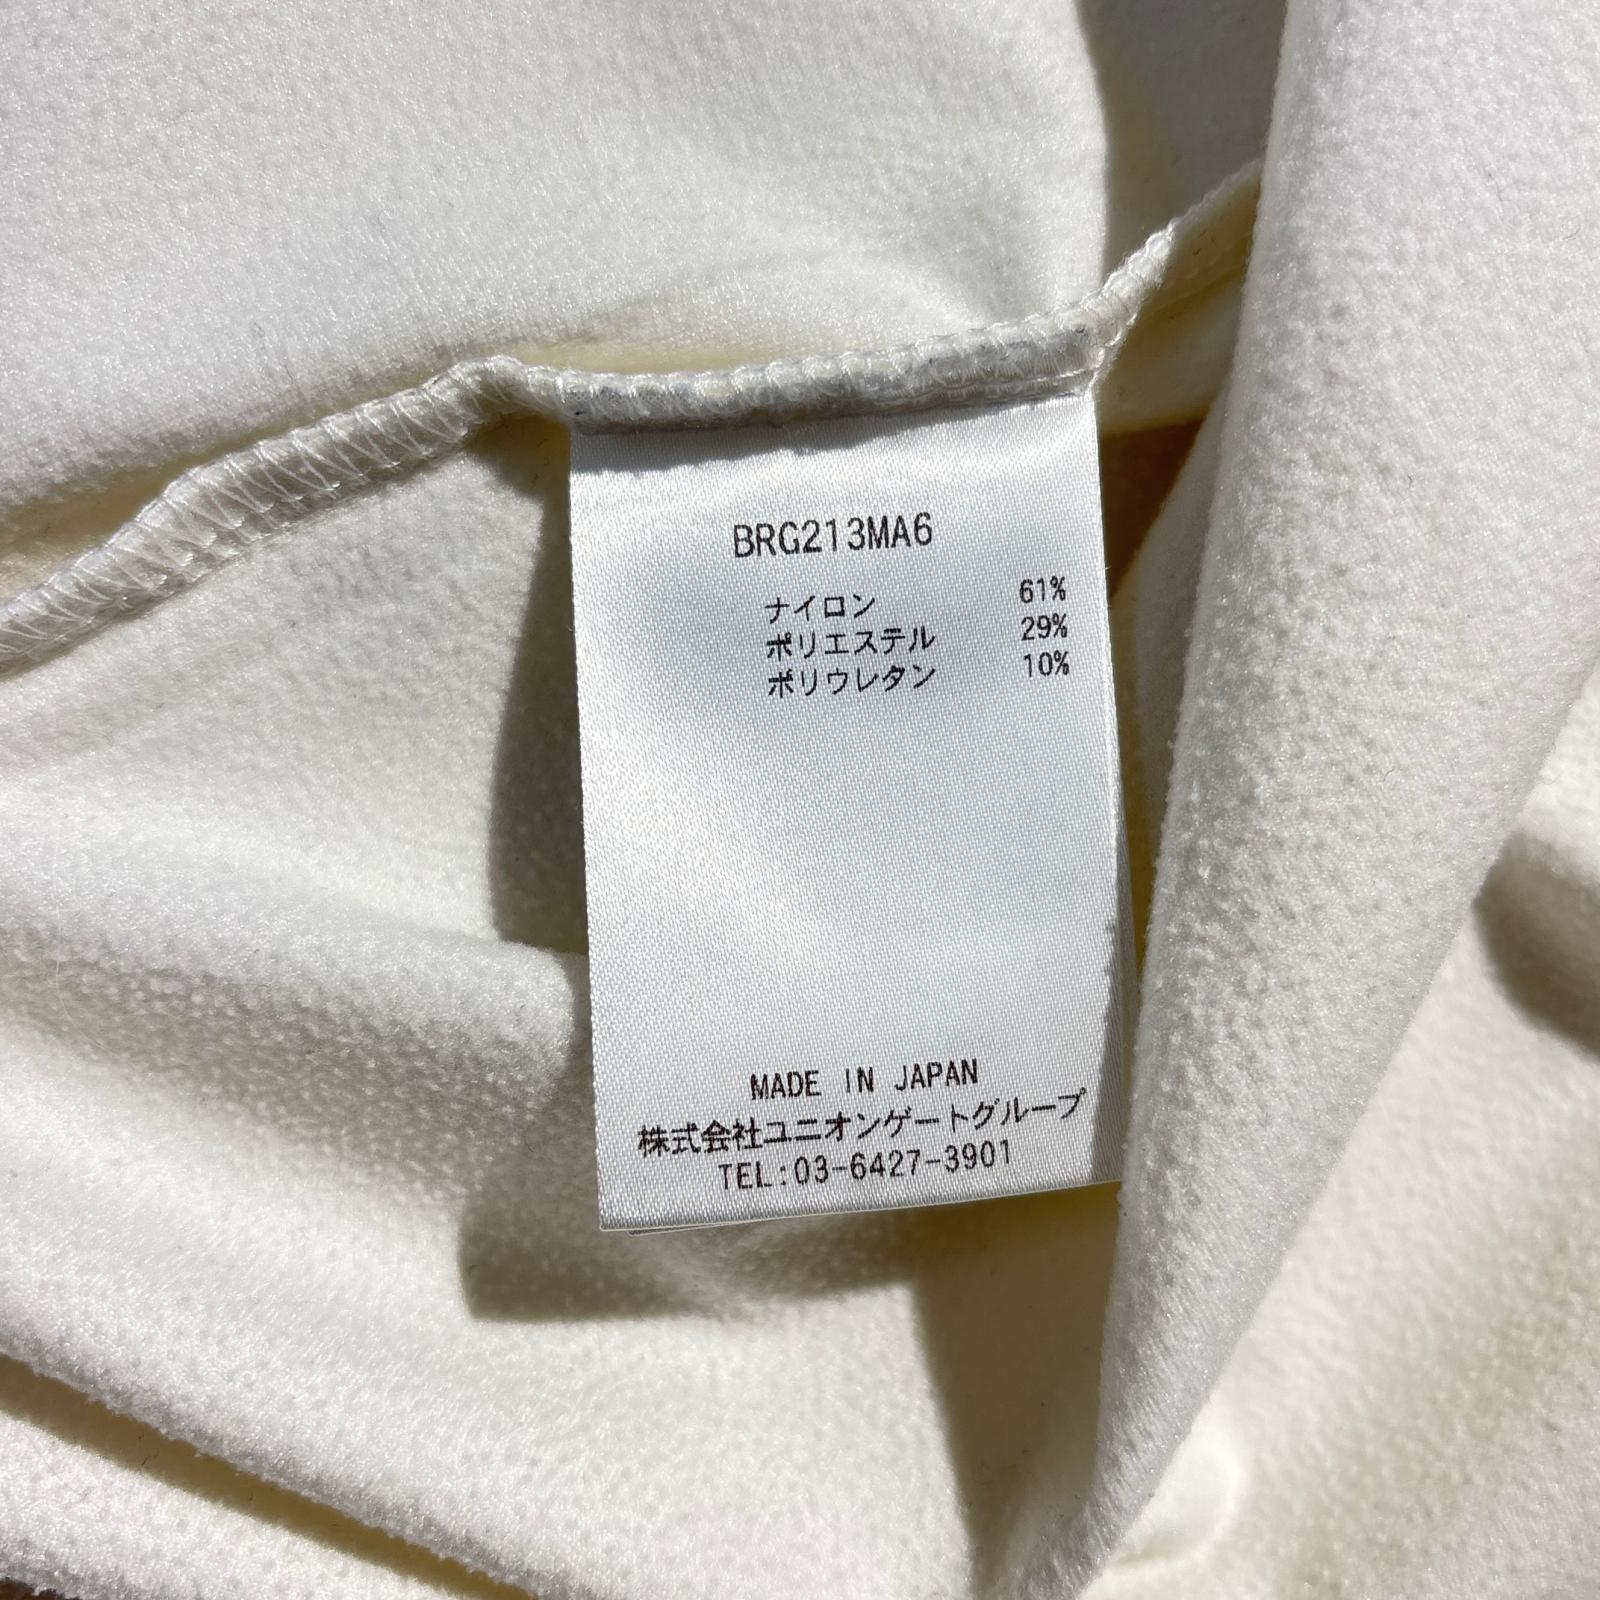 BRG213MA6
ナイロン 61%
ポリエステル 29%
ポリウレタン 10%
MADE IN JAPAN
株式会社ユニオンゲートグループ
TEL:03-6427-3901